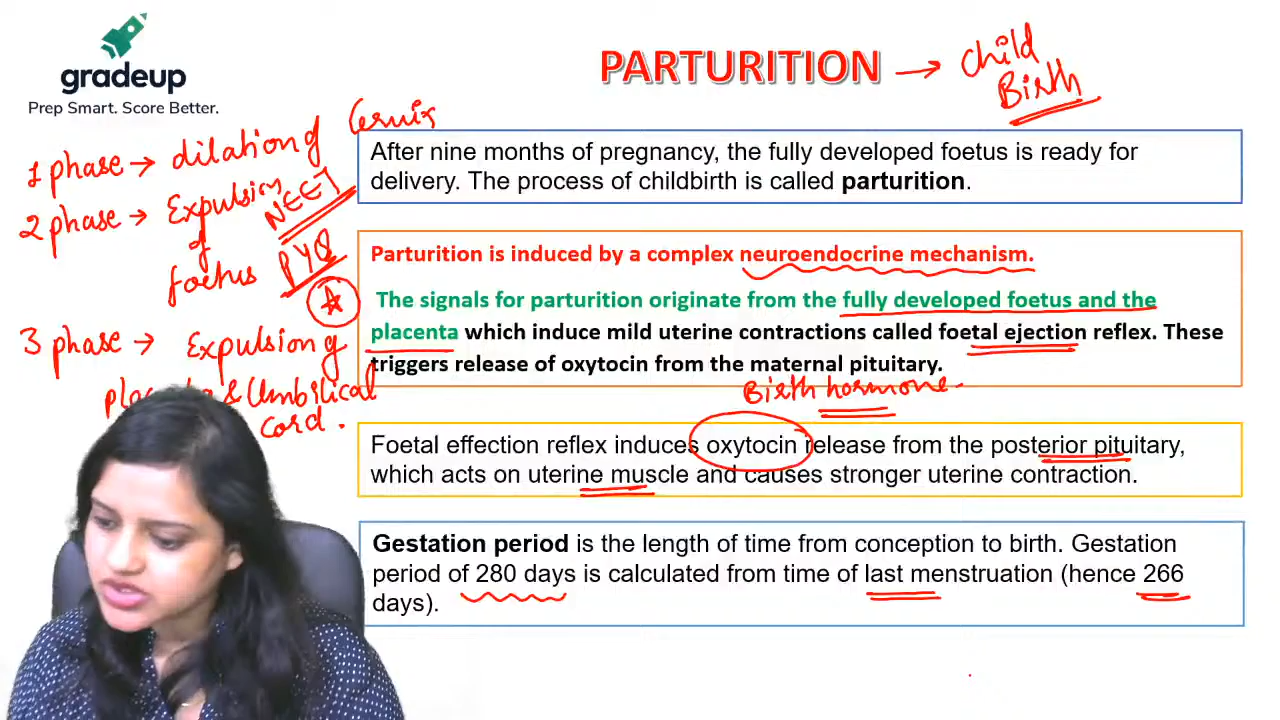 gradeup
Prep Smart. Score Better.
PARTURITION → Child
Birth
1 phase → dilation of Cervix
2 phase → Expulsion
of
foetus
NEET
PYQ
3 phase → Expulsion of
placenta & Umbilical
cord.
After nine months of pregnancy, the fully developed foetus is ready for
delivery. The process of childbirth is called parturition.
Parturition is induced by a complex neuroendocrine mechanism.
The signals for parturition originate from the fully developed foetus and the
placenta which induce mild uterine contractions called foetal ejection reflex. These
triggers release of oxytocin from the maternal pituitary.
Birth hormone.
Foetal effection reflex induces oxytocin release from the posterior pituitary,
which acts on uterine muscle and causes stronger uterine contraction.
Gestation period is the length of time from conception to birth. Gestation
period of 280 days is calculated from time of last menstruation (hence 266
days).